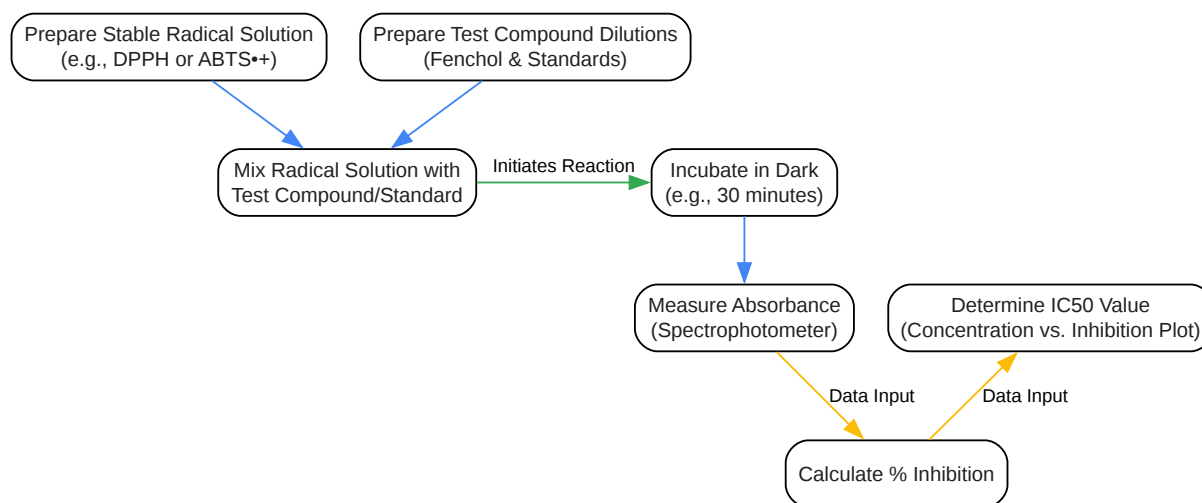 Prepare Stable Radical Solution
(e.g., DPPH or ABTS•+)
Prepare Test Compound Dilutions
(Fenchol & Standards)
Mix Radical Solution with
Test Compound/Standard
Initiates Reaction
Incubate in Dark
(e.g., 30 minutes)
Measure Absorbance
(Spectrophotometer)
Determine IC50 Value
(Concentration vs. Inhibition Plot)
Data Input
Data Input
Calculate % Inhibition